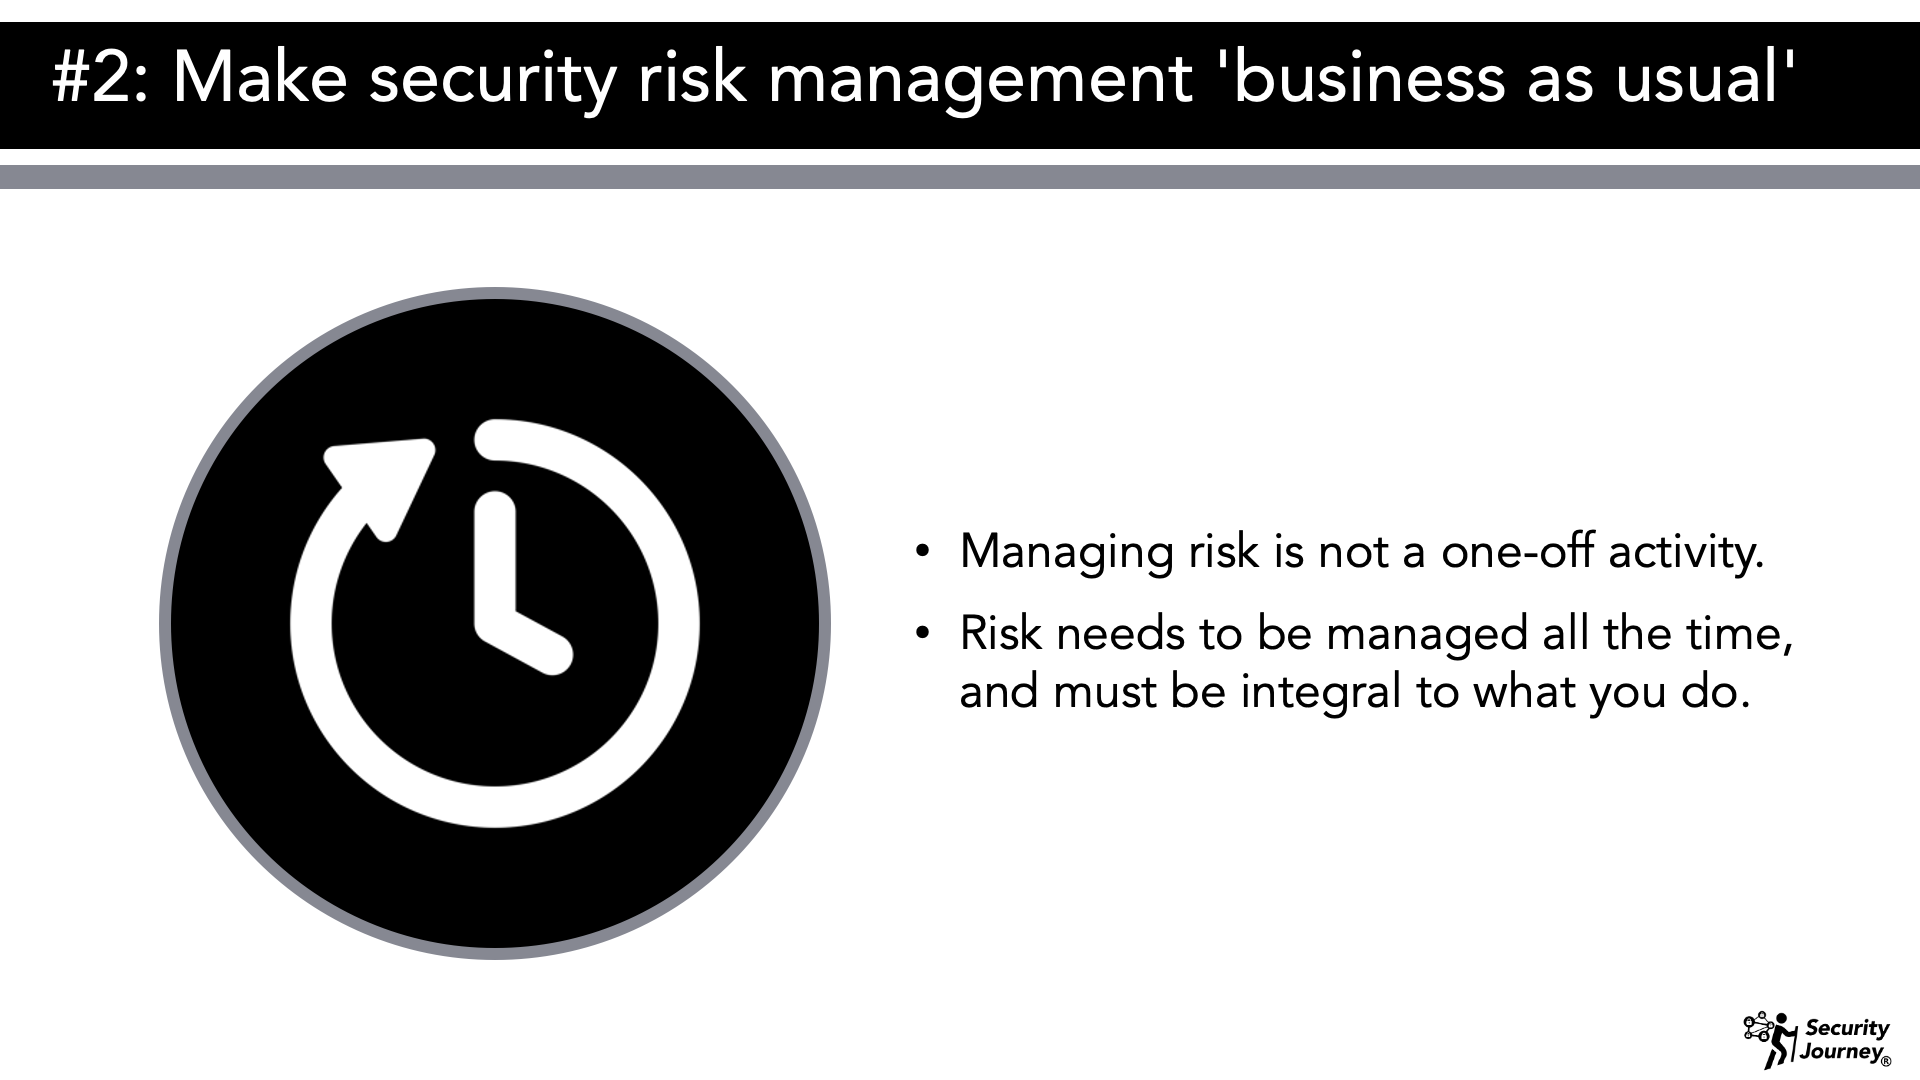 #2: Make security risk management 'business as usual'
• Managing risk is not a one-off activity.
• Risk needs to be managed all the time,
and must be integral to what you do.
Security
Journey®